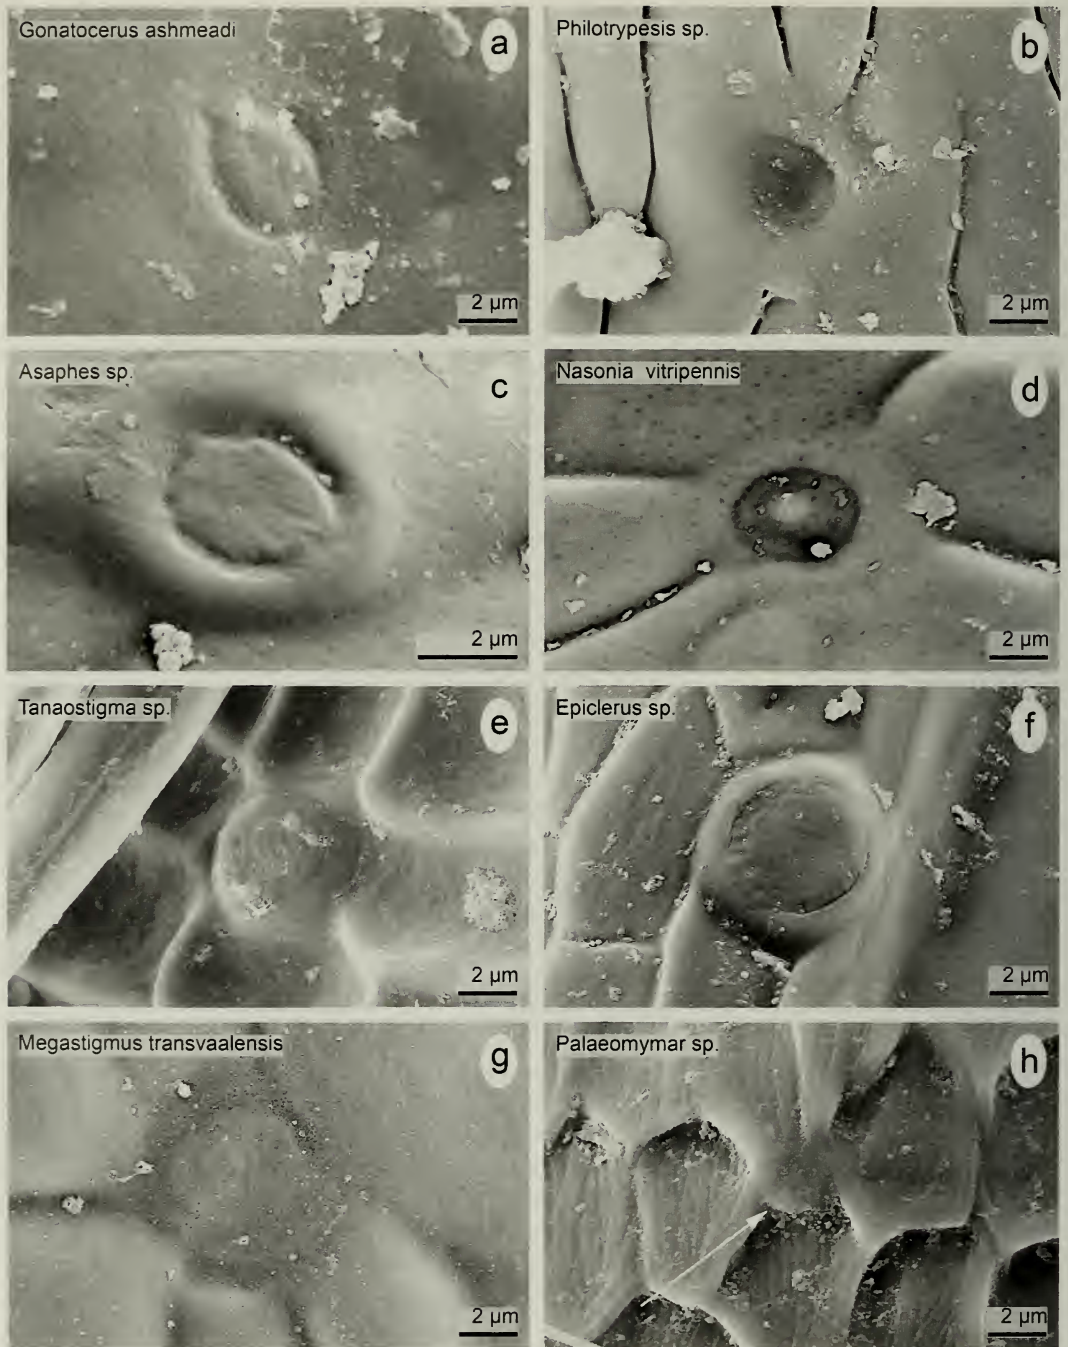 Gonatocerus ashmeadi
a
2 µm
Philotrypesis sp.
b
2 µm
Asaphes sp.
c
2 µm
Nasonia vitripennis
d
2 µm
Tanaostigma sp.
e
2 µm
Epiclerus sp.
f
2 µm
Megastigmus transvaalensis
g
2 µm
Palaeomymar sp.
h
2 µm